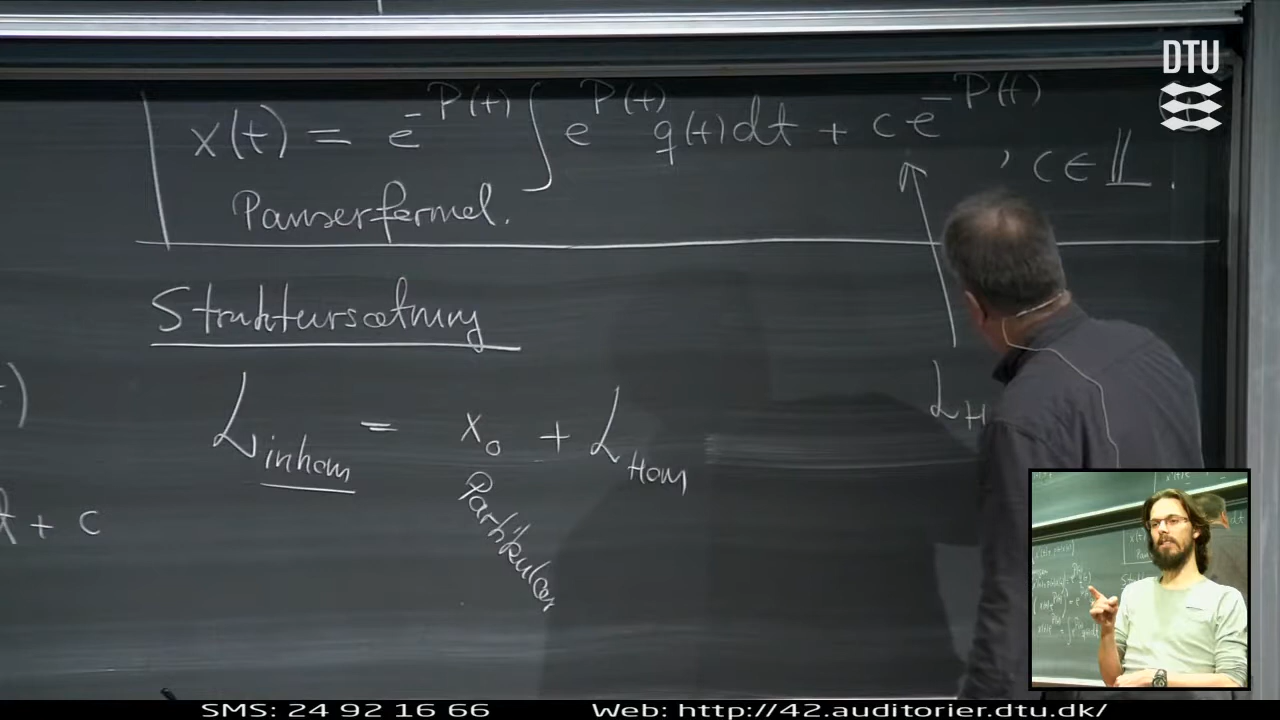 DTU
x(t) = e^{-P(t)} ∫ e^{P(t)} q(t) dt + c e^{-P(t)}
, c ∈ 𝕃.
Panserformel.
Struktursætning
L_inhom = x_0 + L_Hom
L_H
Partikulær
t + c
SMS: 24 92 16 66 Web: http://42.auditorier.dtu.dk/